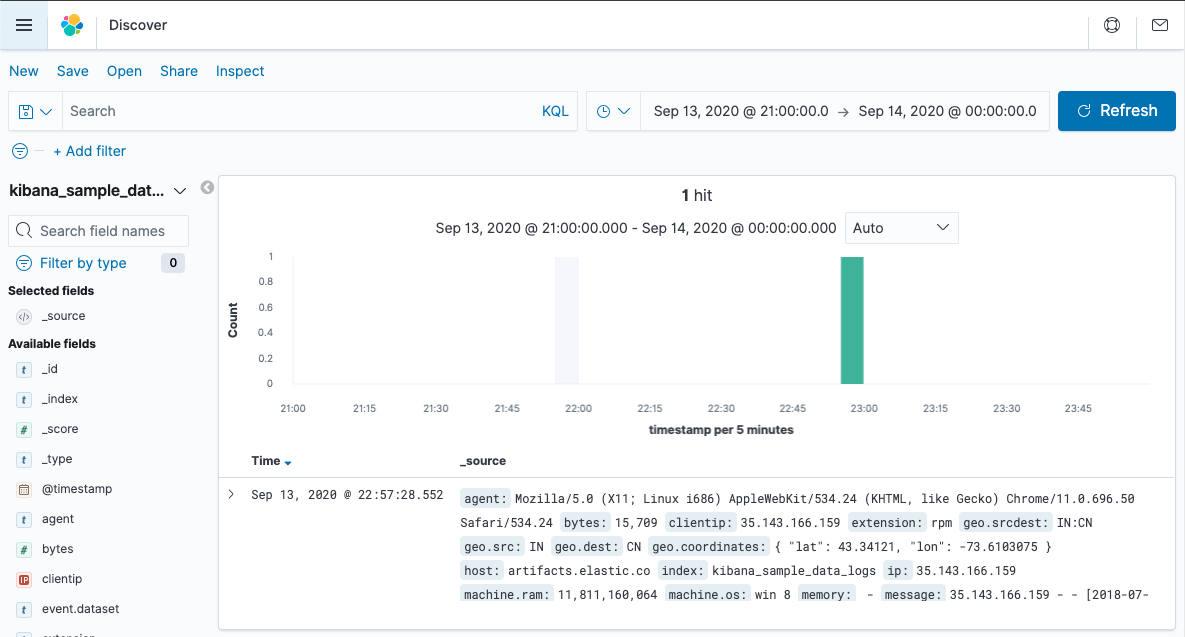 Discover
New Save Open Share Inspect
Search KQL Sep 13, 2020 @ 21:00:00.0 → Sep 14, 2020 @ 00:00:00.0 Refresh
+ Add filter
kibana_sample_dat...
Search field names
Filter by type 0
Selected fields
</> _source
Available fields
t _id
t _index
# _score
t _type
@timestamp
t agent
# bytes
IP clientip
t event.dataset
1 hit
Sep 13, 2020 @ 21:00:00.000 - Sep 14, 2020 @ 00:00:00.000 Auto
Count
1
0.8
0.6
0.4
0.2
0
21:00 21:15 21:30 21:45 22:00 22:15 22:30 22:45 23:00 23:15 23:30 23:45
timestamp per 5 minutes
Time _source
Sep 13, 2020 @ 22:57:28.552 agent: Mozilla/5.0 (X11; Linux i686) AppleWebKit/534.24 (KHTML, like Gecko) Chrome/11.0.696.50
Safari/534.24 bytes: 15,709 clientip: 35.143.166.159 extension: rpm geo.srcdest: IN:CN
geo.src: IN geo.dest: CN geo.coordinates: { "lat": 43.34121, "lon": -73.6103075 }
host: artifacts.elastic.co index: kibana_sample_data_logs ip: 35.143.166.159
machine.ram: 11,811,160,064 machine.os: win 8 memory: - message: 35.143.166.159 - - [2018-07-